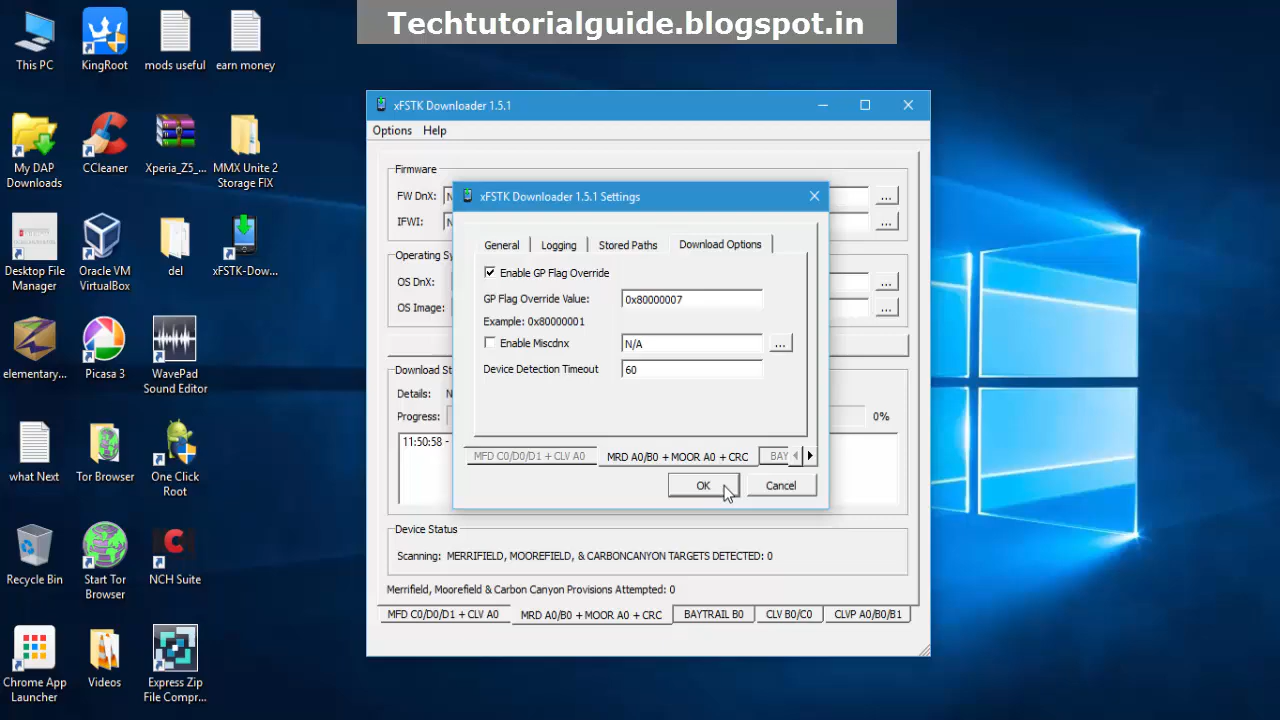 Techtutorialguide.blogspot.in
This PC
KingRoot
mods useful
earn money
My DAP
Downloads
CCleaner
Xperia_Z5_...
MMX Unite 2
Storage FIX
Desktop File
Manager
Oracle VM
VirtualBox
del
xFSTK-Dow...
elementary...
Picasa 3
WavePad
Sound Editor
what Next
Tor Browser
One Click
Root
Recycle Bin
Start Tor
Browser
NCH Suite
Chrome App
Launcher
Videos
Express Zip
File Compr...
xFSTK Downloader 1.5.1
Options Help
Firmware
FW DnX:
...
IFWI:
...
Operating Sy
OS DnX:
...
OS Image:
...
Download St
Details:
Progress:
0%
11:50:58 -
xFSTK Downloader 1.5.1 Settings
General Logging Stored Paths Download Options
Enable GP Flag Override
GP Flag Override Value: 0x80000007
Example: 0x80000001
Enable Miscdnx N/A ...
Device Detection Timeout 60
MFD C0/D0/D1 + CLV A0 MRD A0/B0 + MOOR A0 + CRC BAY
OK Cancel
Device Status
Scanning: MERRIFIELD, MOOREFIELD, & CARBONCANYON TARGETS DETECTED: 0
Merrifield, Moorefield & Carbon Canyon Provisions Attempted: 0
MFD C0/D0/D1 + CLV A0 MRD A0/B0 + MOOR A0 + CRC BAYTRAIL B0 CLV B0/C0 CLVP A0/B0/B1